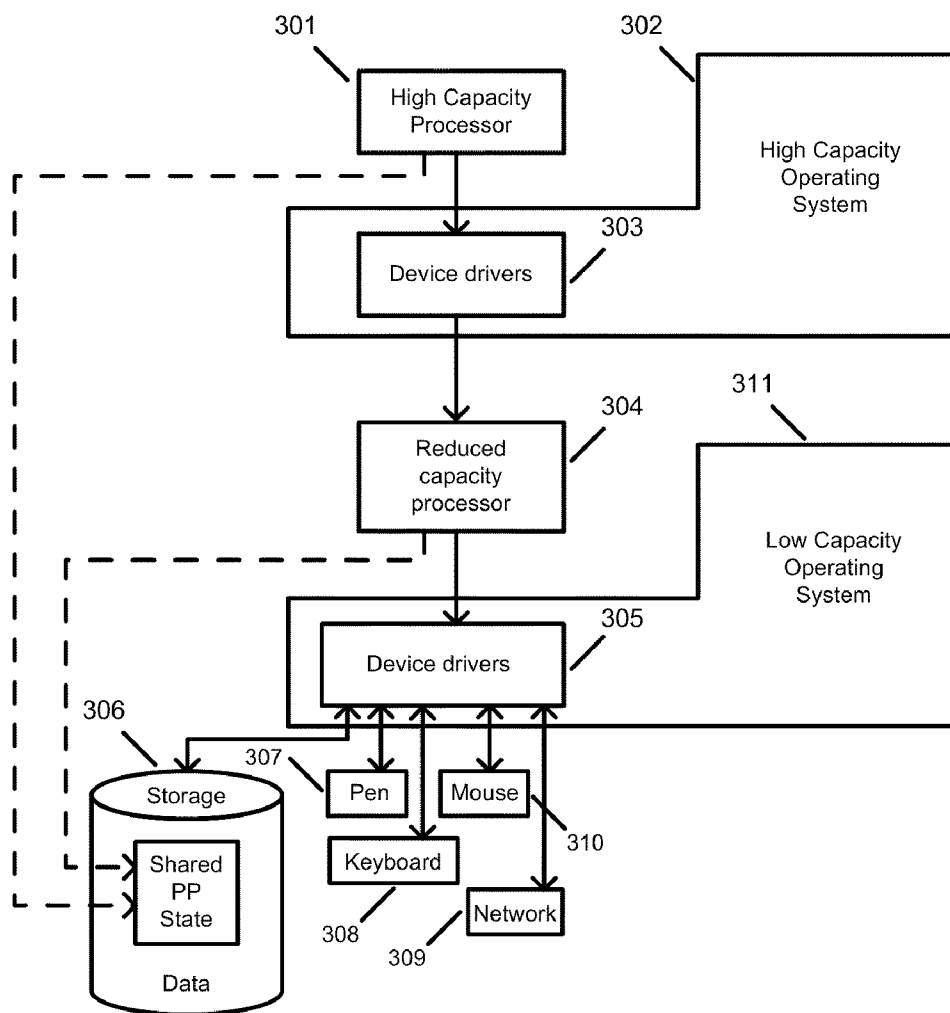 301
302
High Capacity
Processor
High Capacity
Operating
System
303
Device drivers
304
311
Reduced
capacity
processor
Low Capacity
Operating
System
305
Device drivers
306
307
Storage
Pen
Mouse
310
Keyboard
Shared
PP
State
308
Network
309
Data